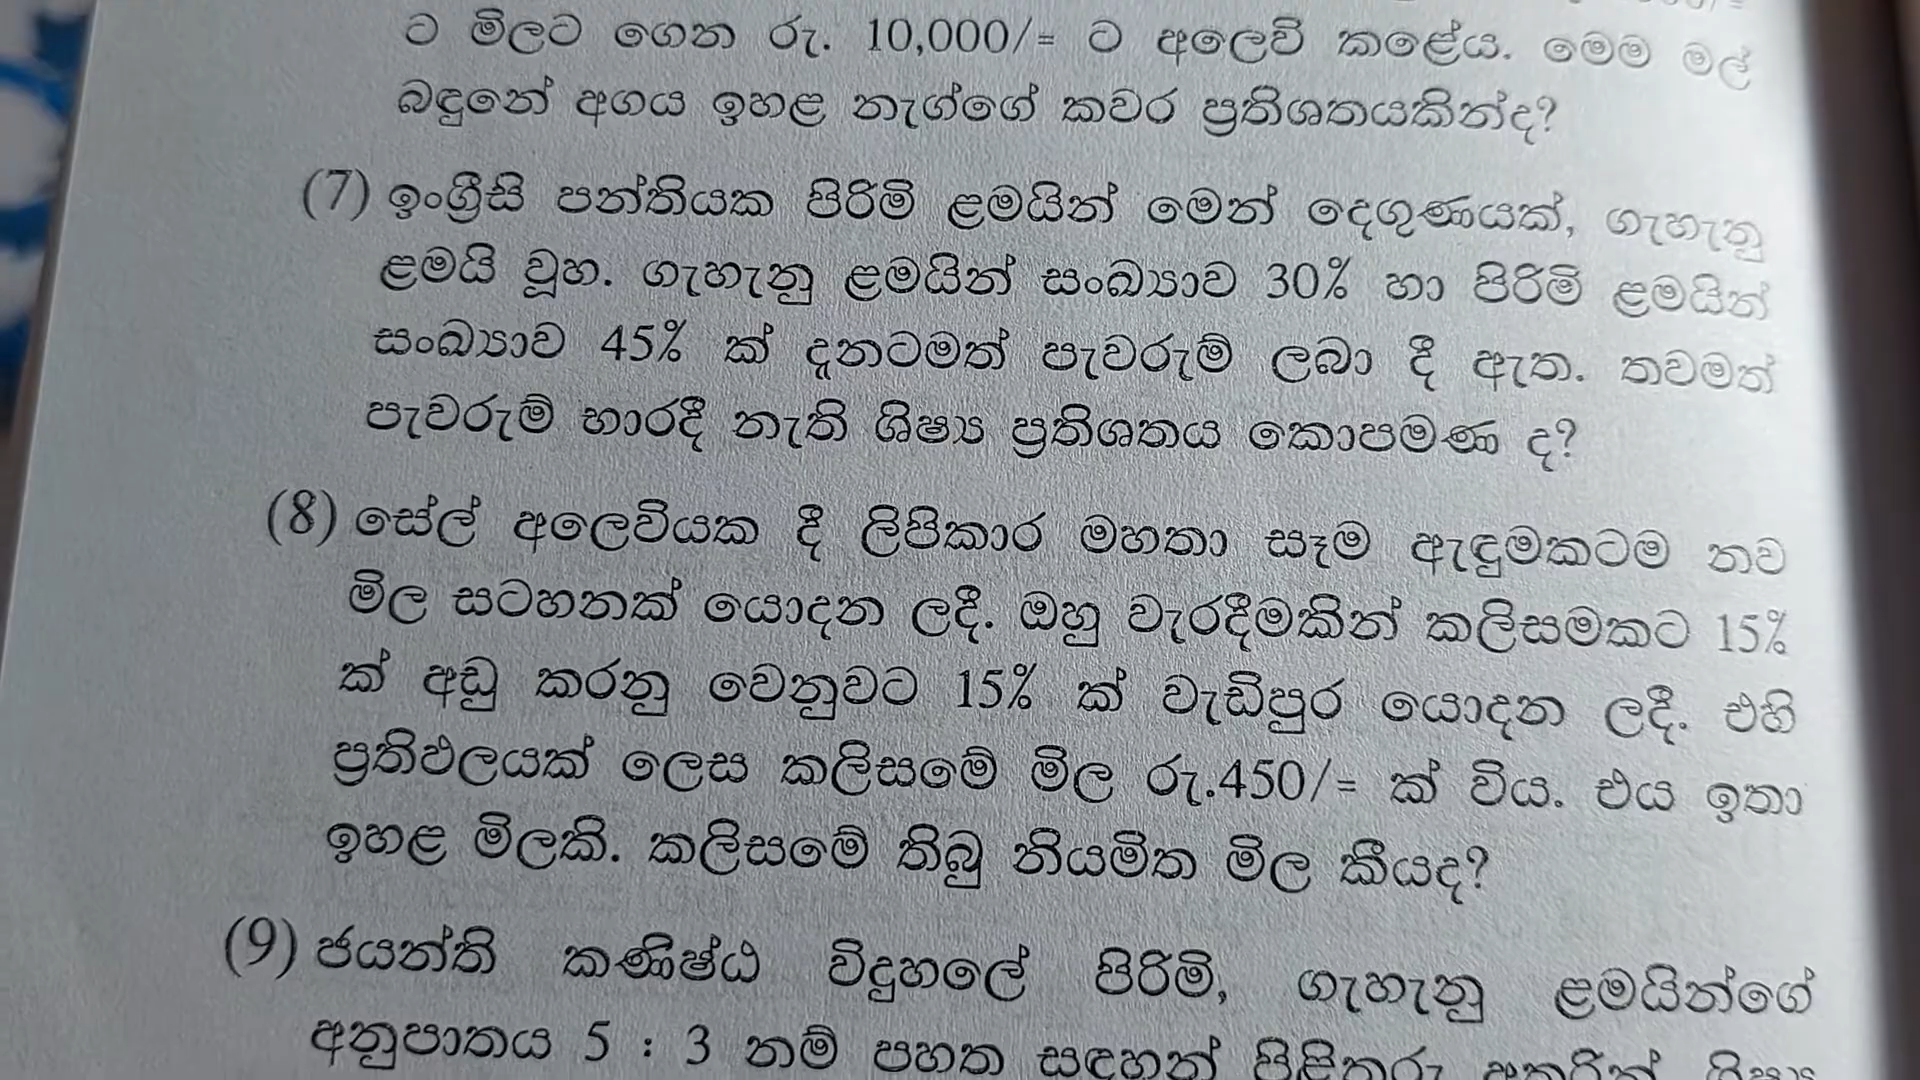 ට මිලට ගෙන රු. 10,000/= ට අලෙවි කළේය. මෙම මල්
බඳුනේ අගය ඉහළ නැග්ගේ කවර ප්‍රතිශතයකින්ද?
(7) ඉංග්‍රීසි පන්තියක පිරිමි ළමයින් මෙන් දෙගුණයක්, ගැහැනු
ළමයි වූහ. ගැහැනු ළමයින් සංඛ්‍යාව 30% හා පිරිමි ළමයින්
සංඛ්‍යාව 45% ක් දැනටමත් පැවරුම් ලබා දී ඇත. තවමත්
පැවරුම් භාරදී නැති ශිෂ්‍ය ප්‍රතිශතය කොපමණ ද?
(8) සේල් අලෙවියක දී ලිපිකාර මහතා සෑම ඇඳුමකටම නව
මිල සටහනක් යොදන ලදී. ඔහු වැරදීමකින් කලිසමකට 15%
ක් අඩු කරනු වෙනුවට 15% ක් වැඩිපුර යොදන ලදී. එහි
ප්‍රතිඵලයක් ලෙස කලිසමේ මිල රු.450/= ක් විය. එය ඉතා
ඉහළ මිලකි. කලිසමේ තිබු නියමිත මිල කීයද?
(9) ජයන්ති කණිෂ්ඨ විදුහලේ පිරිමි, ගැහැනු ළමයින්ගේ
අනුපාතය 5 : 3 නම් පහත සඳහන් පිළිතුරු අතරින් ශිෂ්‍ය